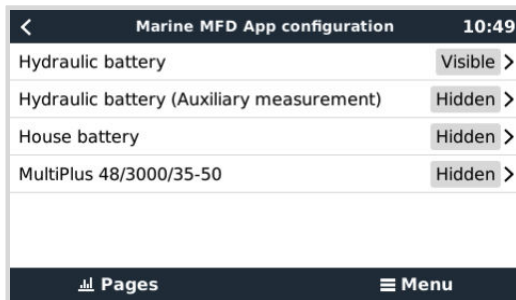 Marine MFD App configuration 10:49
Hydraulic battery Visible
Hydraulic battery (Auxiliary measurement) Hidden
House battery Hidden
MultiPlus 48/3000/35-50 Hidden
Pages Menu